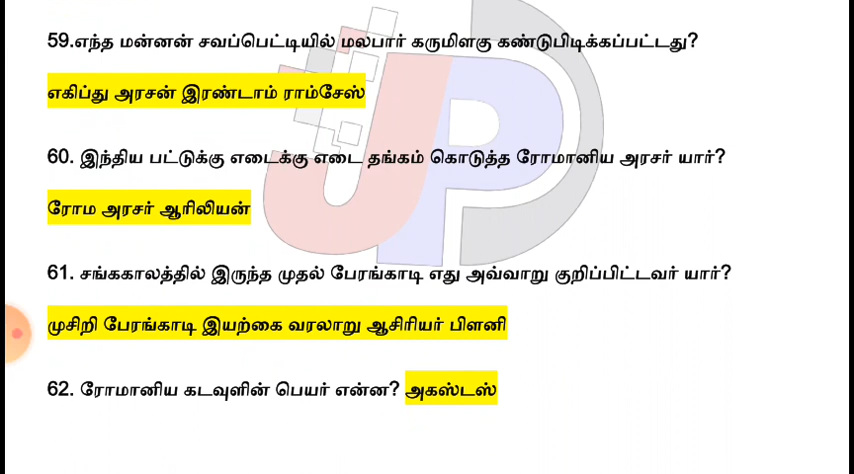 59.எந்த மன்னன் சவப்பெட்டியில் மலபார் கருமிளகு கண்டுபிடிக்கப்பட்டது?
எகிப்து அரசன் இரண்டாம் ராம்சேஸ்
60. இந்திய பட்டுக்கு எடைக்கு எடை தங்கம் கொடுத்த ரோமானிய அரசர் யார்?
ரோம அரசர் ஆரிலியன்
61. சங்ககாலத்தில் இருந்த முதல் பேரங்காடி எது அவ்வாறு குறிப்பிட்டவர் யார்?
முசிறி பேரங்காடி இயற்கை வரலாறு ஆசிரியர் பிளனி
62. ரோமானிய கடவுளின் பெயர் என்ன? அகஸ்டஸ்